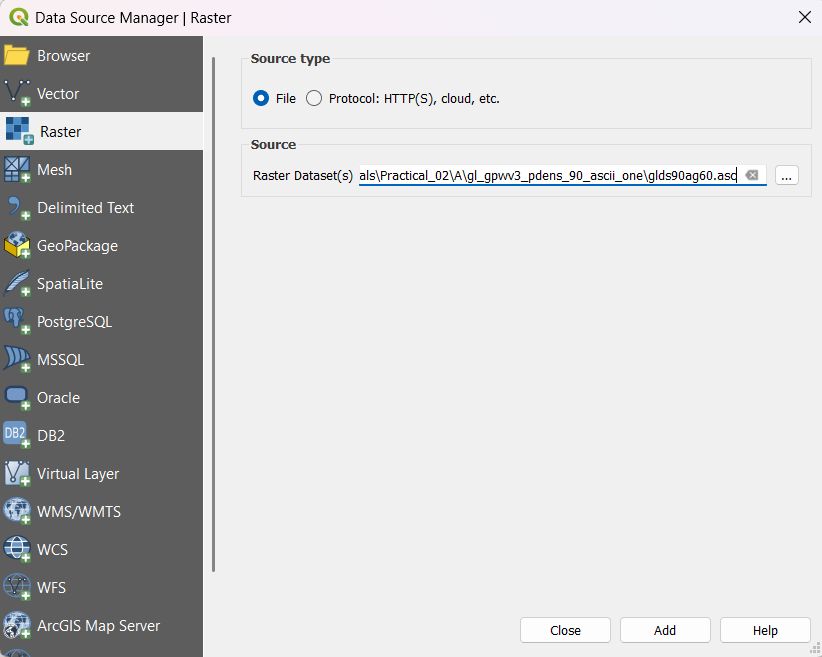 Data Source Manager | Raster
Browser
Vector
Raster
Mesh
Delimited Text
GeoPackage
SpatiaLite
PostgreSQL
MSSQL
Oracle
DB2
DB2
Virtual Layer
WMS/WMTS
WCS
WFS
ArcGIS Map Server
Source type
File
Protocol: HTTP(S), cloud, etc.
Source
Raster Dataset(s) als\Practical_02\A\gl_gpwv3_pdens_90_ascii_one\glds90ag60.asc ...
Close
Add
Help